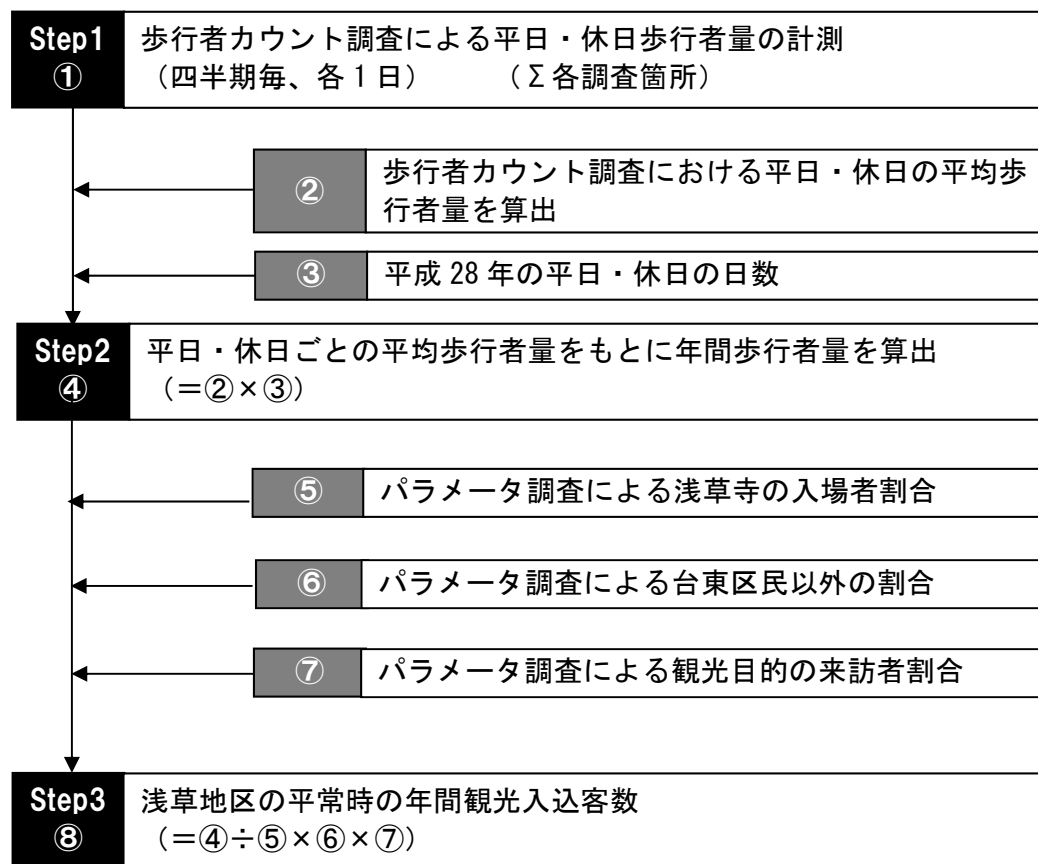 Step1
①
歩行者カウント調査による平日・休日歩行者量の計測
（四半期毎、各1日）　　（Σ各調査箇所）
②
歩行者カウント調査における平日・休日の平均歩
行者量を算出
③
平成28年の平日・休日の日数
Step2
④
平日・休日ごとの平均歩行者量をもとに年間歩行者量を算出
（＝②×③）
⑤
パラメータ調査による浅草寺の入場者割合
⑥
パラメータ調査による台東区民以外の割合
⑦
パラメータ調査による観光目的の来訪者割合
Step3
⑧
浅草地区の平常時の年間観光入込客数
（＝④÷⑤×⑥×⑦）